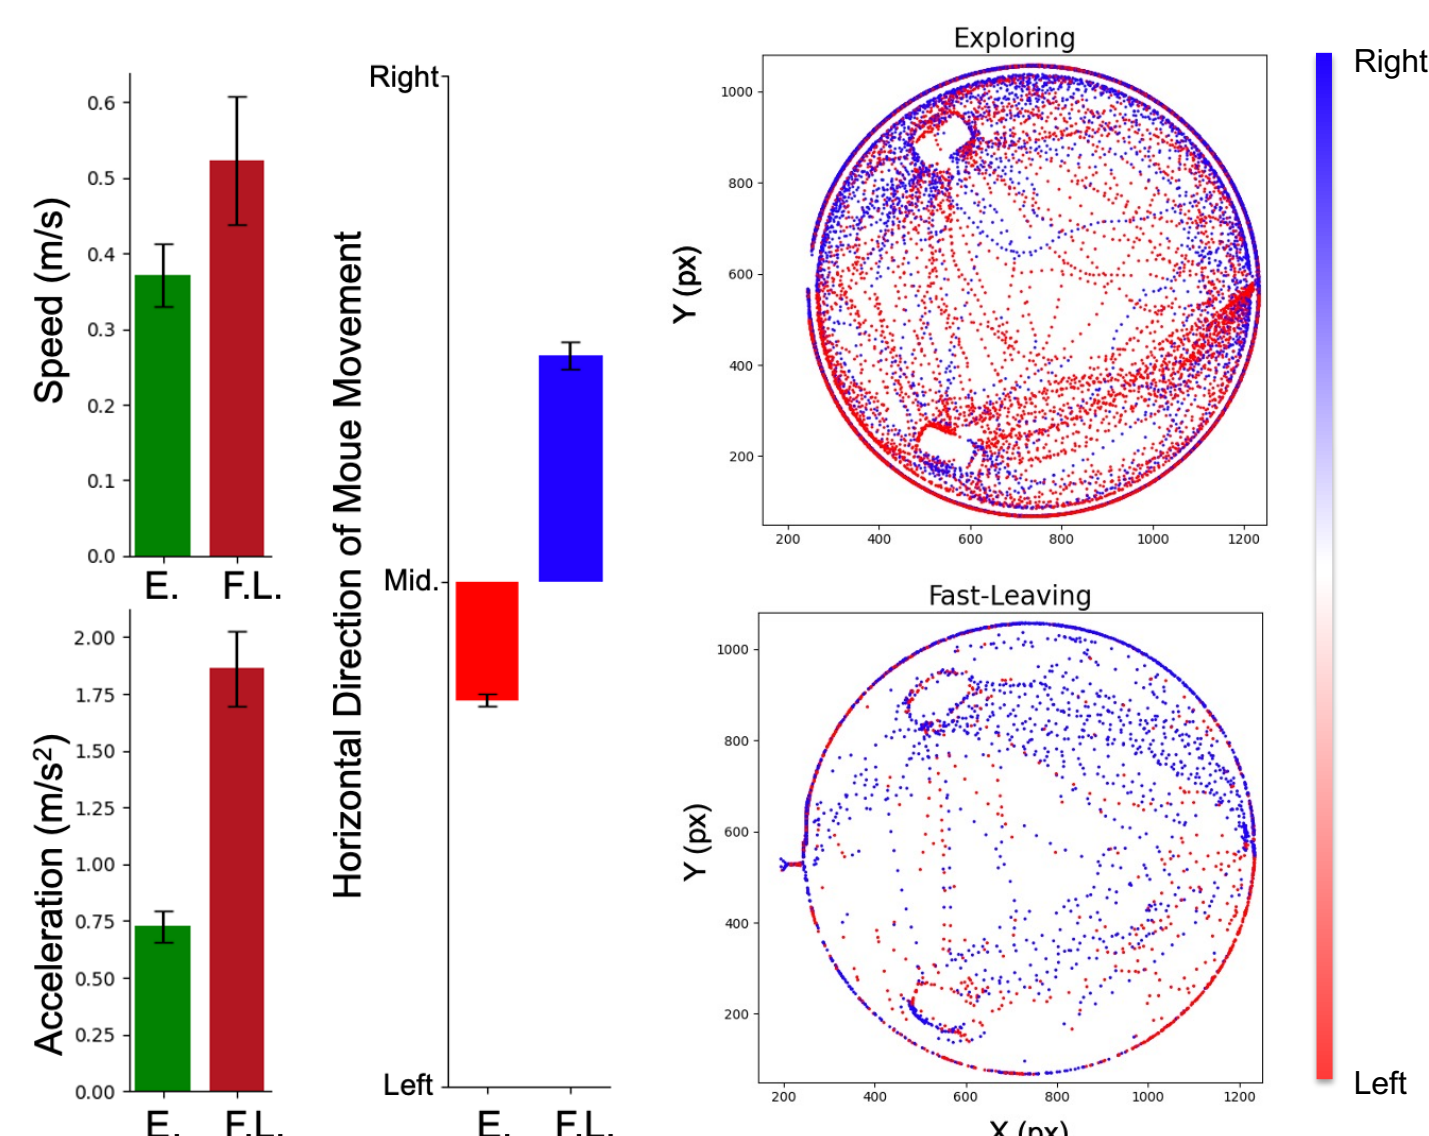 Speed (m/s)
0.6
0.5
0.4
0.3
0.2
0.1
0.0
E. F.L.
Acceleration (m/s²)
2.00
1.75
1.50
1.25
1.00
0.75
0.50
0.25
0.00
E. F.L.
Horizontal Direction of Moue Movement
Right
Mid.
Left
E. F.L.
Exploring
Y (px)
1000
800
600
400
200
200 400 600 800 1000 1200
Fast-Leaving
Y (px)
1000
800
600
400
200
200 400 600 800 1000 1200
X (px)
Right
Left